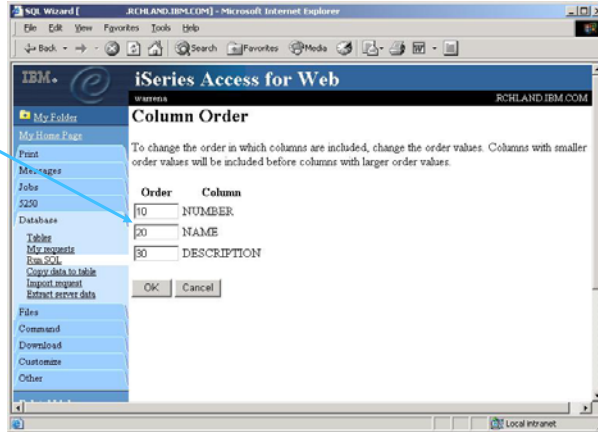 SQL Wizard [ .RCHLAND.IBM.COM] - Microsoft Internet Explorer
File Edit View Favorites Tools Help
Back Search Favorites Media
IBM.
iSeries Access for Web
warrena RCHLAND.IBM.COM
My Folder
My Home Page
Print
Messages
Jobs
5250
Database
Tables
My requests
Run SQL
Copy data to table
Import request
Extract server data
Files
Command
Download
Customize
Other
Column Order
To change the order in which columns are included, change the order values. Columns with smaller
order values will be included before columns with larger order values.
Order Column
10 NUMBER
20 NAME
30 DESCRIPTION
OK Cancel
Local intranet